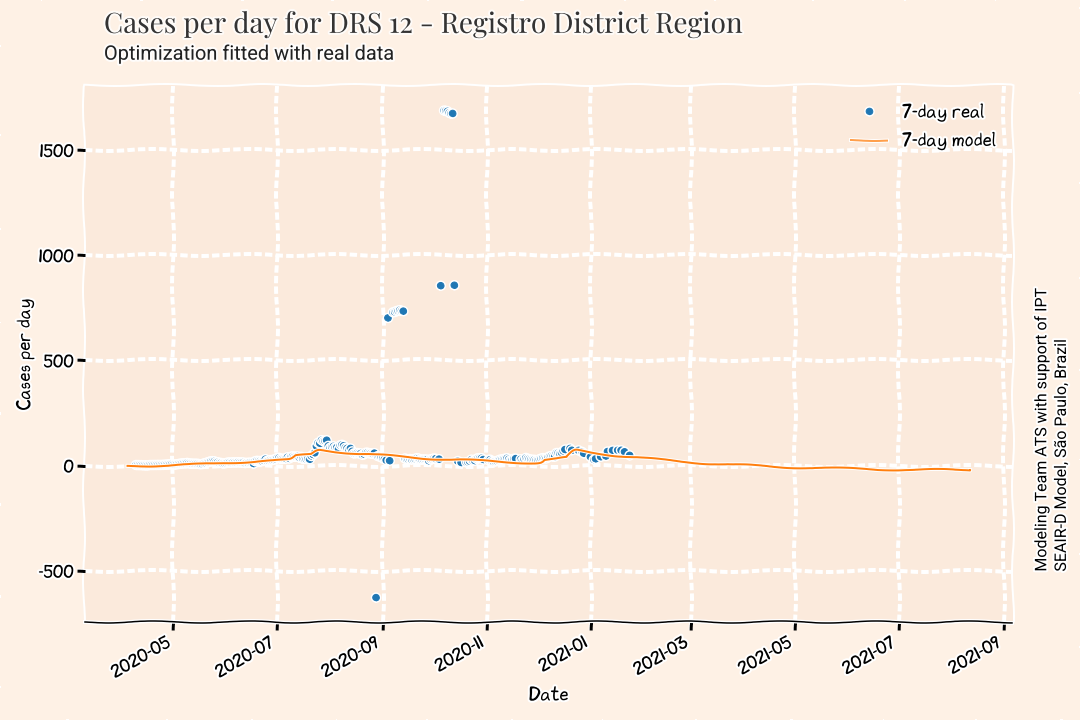 Cases per day for DRS 12 - Registro District Region
Optimization fitted with real data
7-day real
7-day model
1500
1000
500
0
-500
Cases per day
2020-05
2020-07
2020-09
2020-11
2021-01
2021-03
2021-05
2021-07
2021-09
Date
Modeling Team ATS with support of IPT
SEAIR-D Model, São Paulo, Brazil